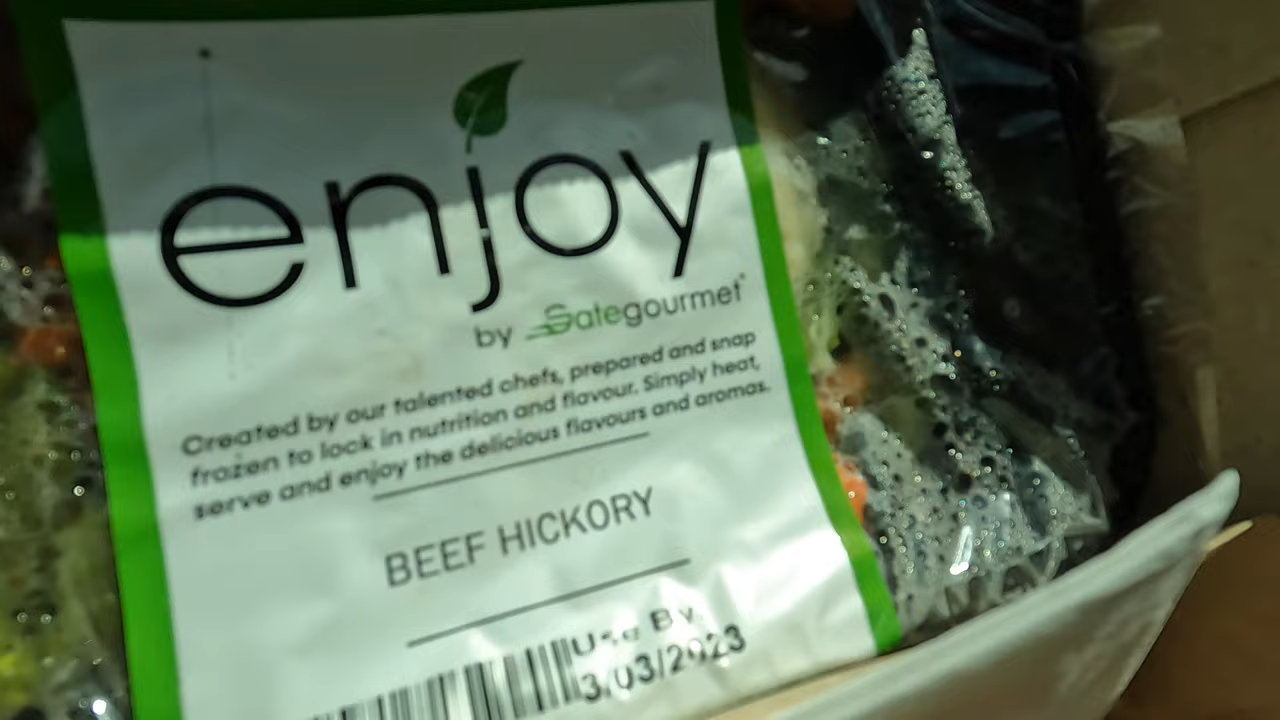 enjoy
by Gategourmet
Created by our talented chefs, prepared and snap
frozen to lock in nutrition and flavour. Simply heat,
serve and enjoy the delicious flavours and aromas.
BEEF HICKORY
Use By
3/03/2023